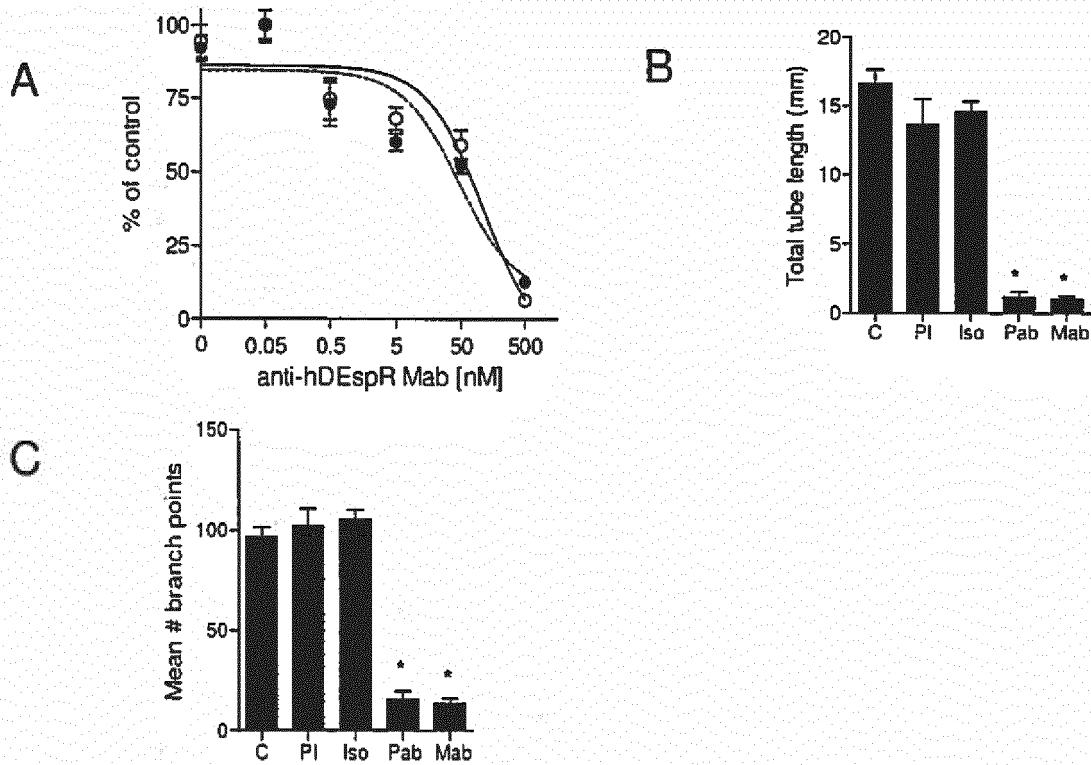 A
100
75
50
25
0
% of control
0 0.05 0.5 5 50 500
anti-hDEspR Mab [nM]
B
20
15
10
5
0
Total tube length (mm)
C PI Iso Pab Mab
* *
C
150
100
50
0
Mean # branch points
C PI Iso Pab Mab
* *